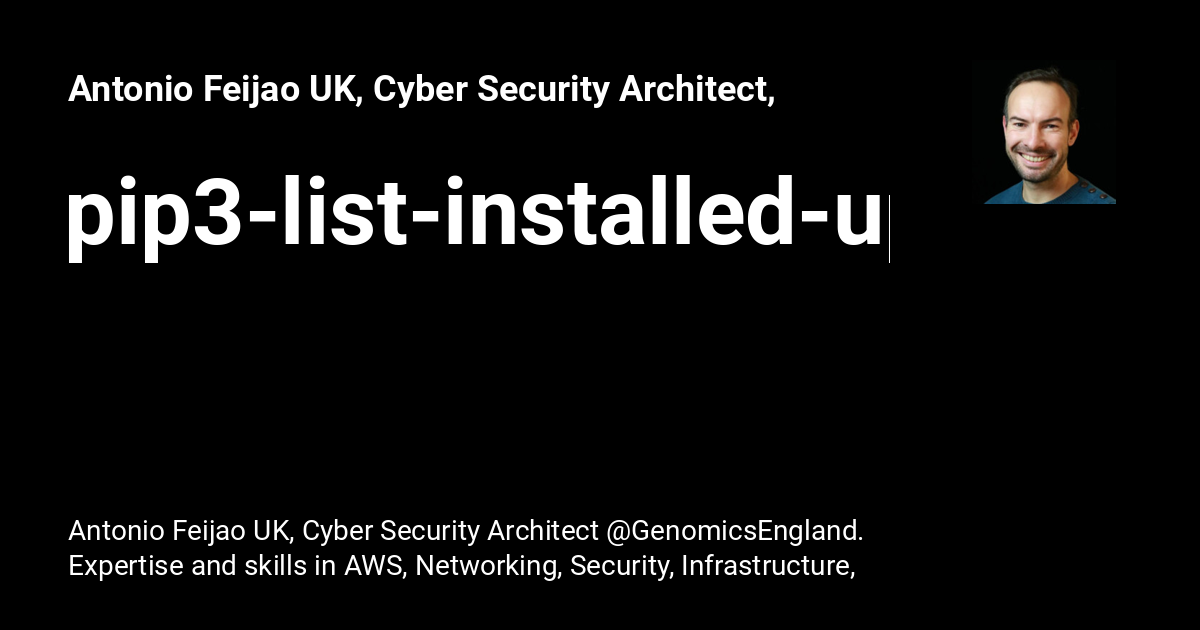 Antonio Feijao UK, Cyber Security Architect,
pip3-list-installed-u
Antonio Feijao UK, Cyber Security Architect @GenomicsEngland.
Expertise and skills in AWS, Networking, Security, Infrastructure,